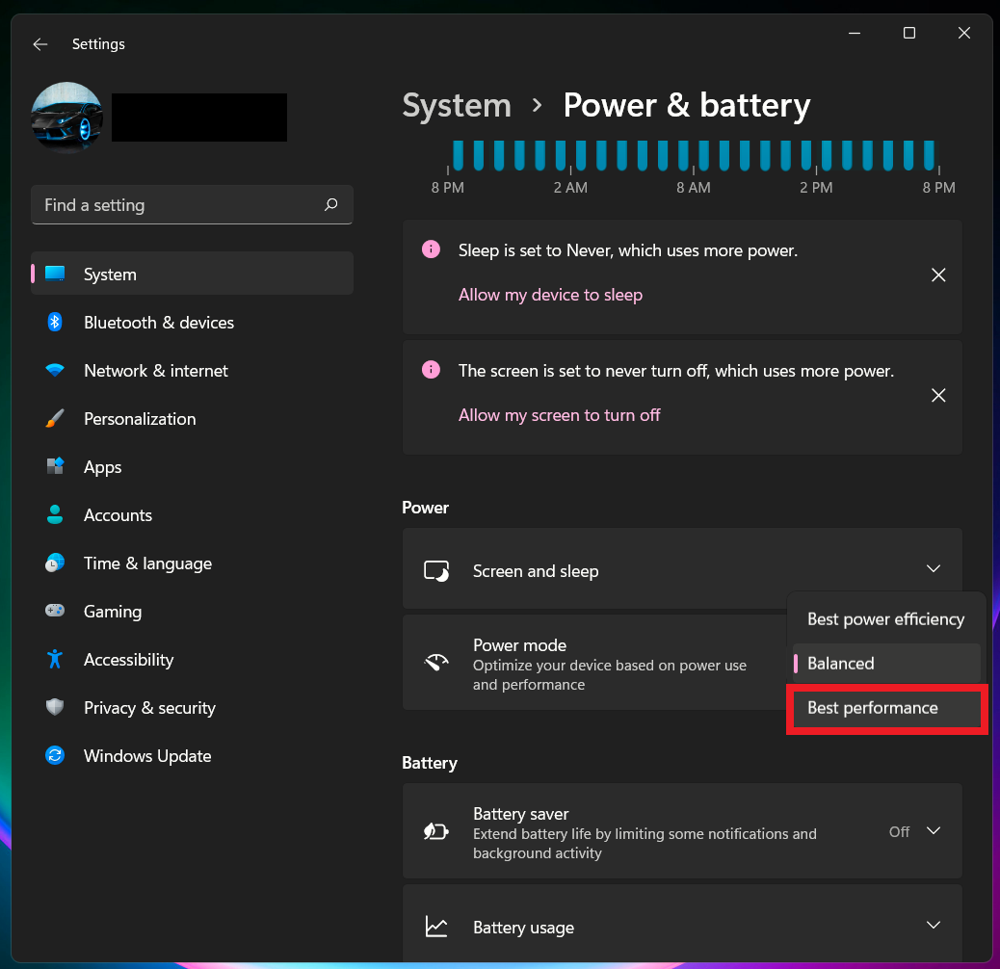 Settings
System > Power & battery
8 PM 2 AM 8 AM 2 PM 8 PM
Find a setting
System
Bluetooth & devices
Network & internet
Personalization
Apps
Accounts
Time & language
Gaming
Accessibility
Privacy & security
Windows Update
Sleep is set to Never, which uses more power.
Allow my device to sleep
The screen is set to never turn off, which uses more power.
Allow my screen to turn off
Power
Screen and sleep
Power mode
Optimize your device based on power use
and performance
Best power efficiency
Balanced
Best performance
Battery
Battery saver
Extend battery life by limiting some notifications and
background activity
Off
Battery usage